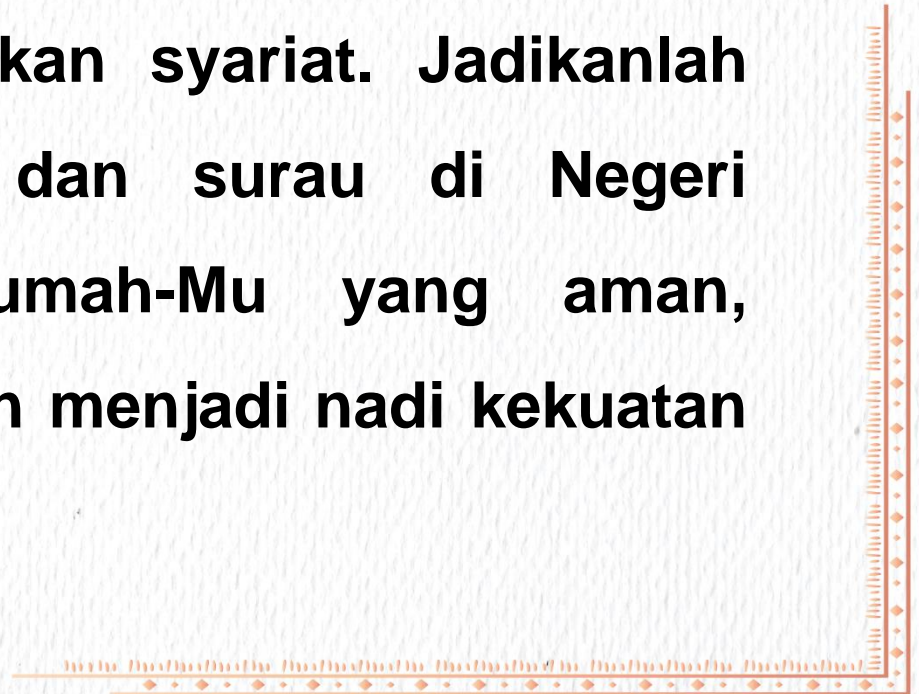 kan syariat. Jadikanlah
dan surau di Negeri
umah-Mu yang aman,
n menjadi nadi kekuatan